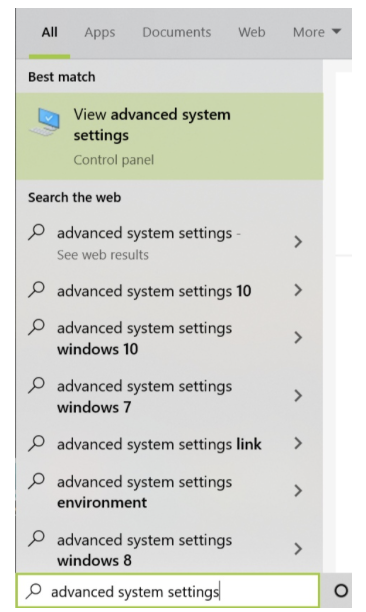 All Apps Documents Web More
Best match
View advanced system
settings
Control panel
Search the web
advanced system settings -
See web results
advanced system settings 10
advanced system settings
windows 10
advanced system settings
windows 7
advanced system settings link
advanced system settings
environment
advanced system settings
windows 8
advanced system settings